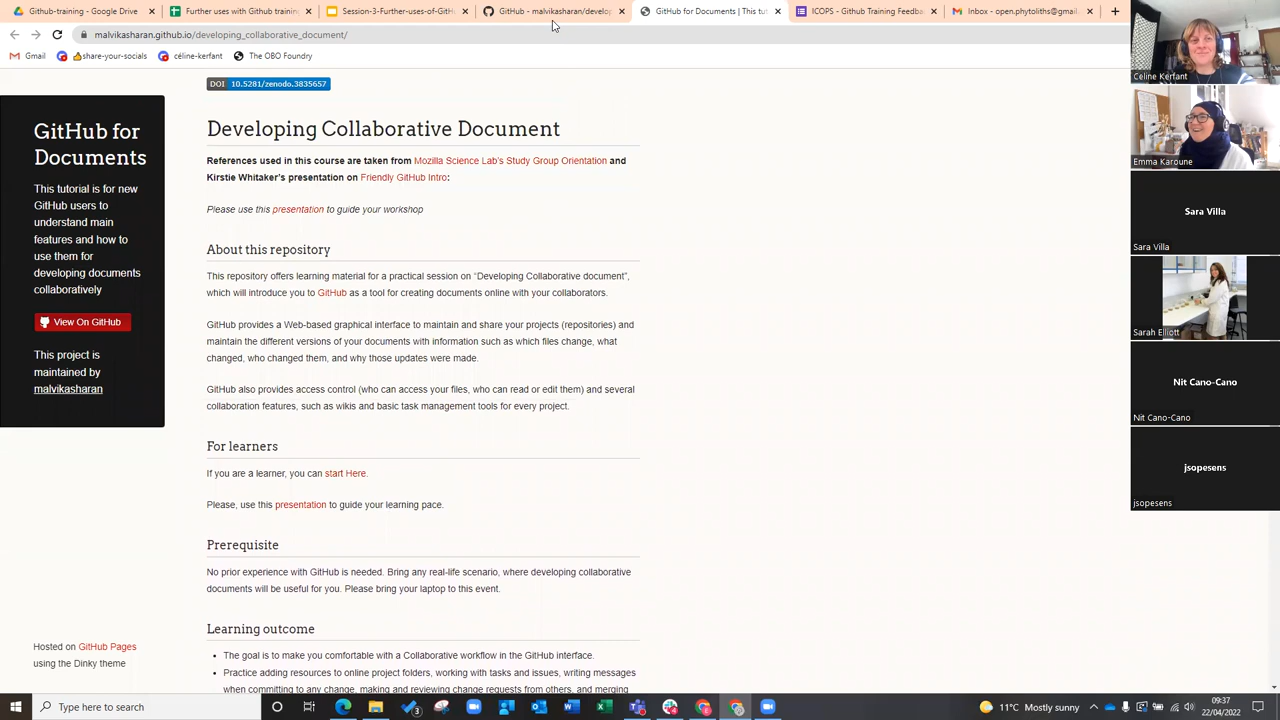 Github-training - Google Drive
Further uses with Github training
Session-3-Further-uses-of-GitH
GitHub - malvikasharan/develo
GitHub for Documents | This tut
ICOPS - Github Training Feedba
Inbox - open.phytoliths@gmail
malvikasharan.github.io/developing_collaborative_document/
Gmail
share-your-socials
céline-kerfant
The OBO Foundry
DOI 10.5281/zenodo.3835657
GitHub for
Documents
This tutorial is for new
GitHub users to
understand main
features and how to
use them for
developing documents
collaboratively
View On GitHub
This project is
maintained by
malvikasharan
Hosted on GitHub Pages
using the Dinky theme
Developing Collaborative Document
References used in this course are taken from Mozilla Science Lab's Study Group Orientation and
Kirstie Whitaker's presentation on Friendly GitHub Intro:
Please use this presentation to guide your workshop
About this repository
This repository offers learning material for a practical session on "Developing Collaborative document",
which will introduce you to GitHub as a tool for creating documents online with your collaborators.
GitHub provides a Web-based graphical interface to maintain and share your projects (repositories) and
maintain the different versions of your documents with information such as which files change, what
changed, who changed them, and why those updates were made.
GitHub also provides access control (who can access your files, who can read or edit them) and several
collaboration features, such as wikis and basic task management tools for every project.
For learners
If you are a learner, you can start Here.
Please, use this presentation to guide your learning pace.
Prerequisite
No prior experience with GitHub is needed. Bring any real-life scenario, where developing collaborative
documents will be useful for you. Please bring your laptop to this event.
Learning outcome
• The goal is to make you comfortable with a Collaborative workflow in the GitHub interface.
• Practice adding resources to online project folders, working with tasks and issues, writing messages
when committing to any change, making and reviewing change requests from others, and merging
Céline Kerfant
Emma Karoune
Sara Villa
Sara Villa
Sarah Elliott
Nit Cano-Cano
Nit Cano-Cano
jsopesens
jsopesens
Type here to search
3
11°C Mostly sunny
09:37
22/04/2022